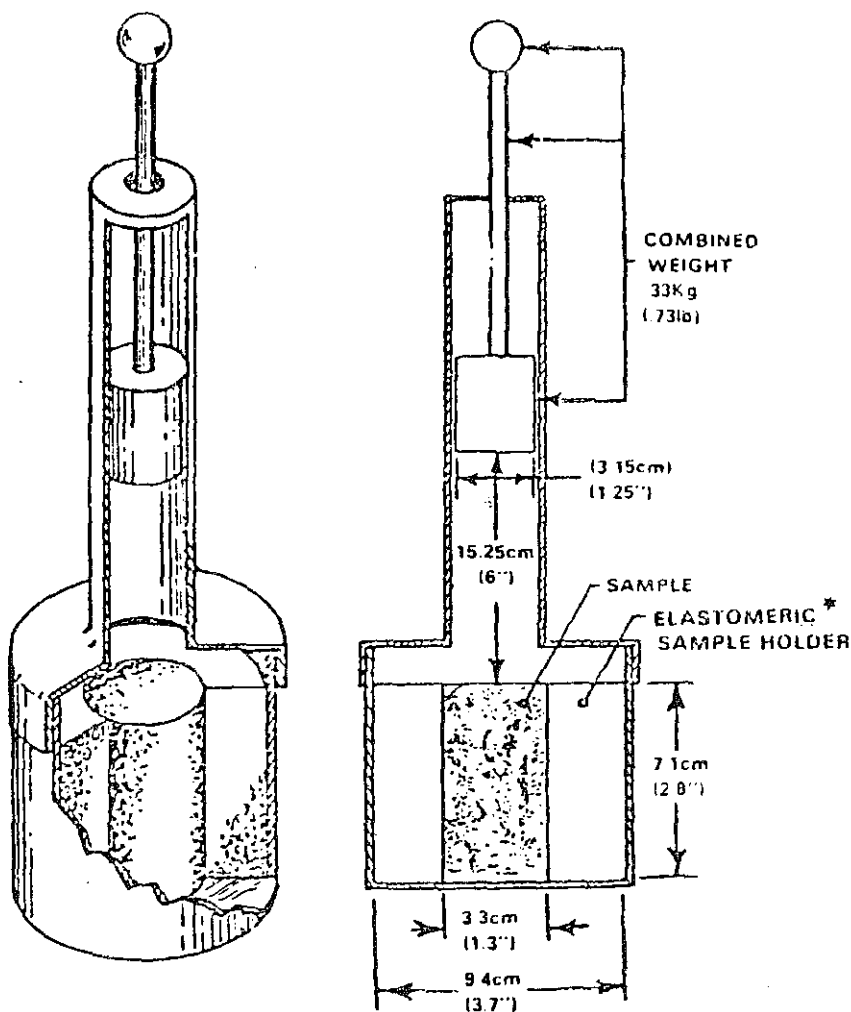 COMBINED
WEIGHT
33Kg
(.73lb)
(3 15cm)
(1 25")
15.25cm
(6")
SAMPLE
ELASTOMERIC *
SAMPLE HOLDER
7 1cm
(2 8")
3 3cm
(1.3")
9 4cm
(3.7")